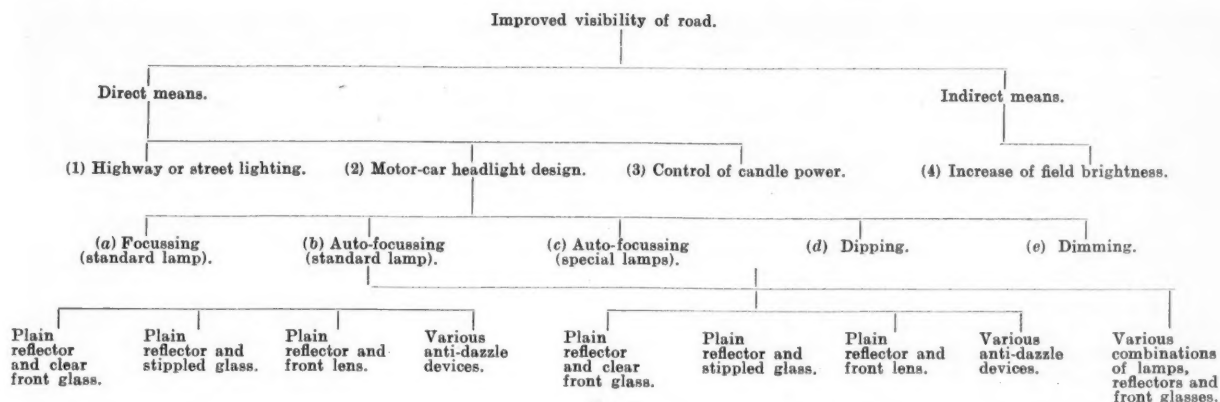 Improved visibility of road.
Direct means.
Indirect means.
(1) Highway or street lighting.
(2) Motor-car headlight design.
(3) Control of candle power.
(4) Increase of field brightness.
(a) Focussing
(standard lamp).
(b) Auto-focussing
(standard lamp).
(c) Auto-focussing
(special lamps).
(d) Dipping.
(e) Dimming.
Plain
reflector
and clear
front glass.
Plain
reflector and
stippled glass.
Plain
reflector and
front lens.
Various
anti-dazzle
devices.
Plain
reflector
and clear
front glass.
Plain
reflector and
stippled glass.
Plain
reflector and
front lens.
Various
anti-dazzle
devices.
Various
combinations
of lamps,
reflectors and
front glasses.